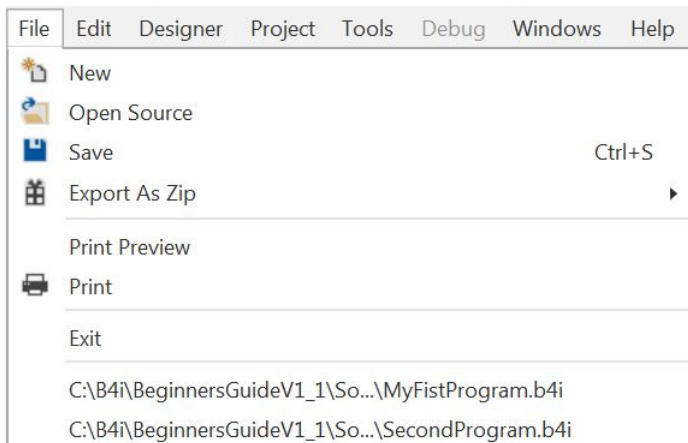 File Edit Designer Project Tools Debug Windows Help
New
Open Source
Save Ctrl+S
Export As Zip
Print Preview
Print
Exit
C:\B4i\BeginnersGuideV1_1\So...\MyFistProgram.b4i
C:\B4i\BeginnersGuideV1_1\So...\SecondProgram.b4i